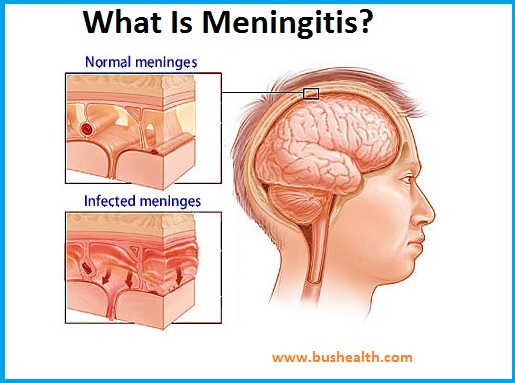 What Is Meningitis?
Normal meninges
Infected meninges
www.bushealth.com